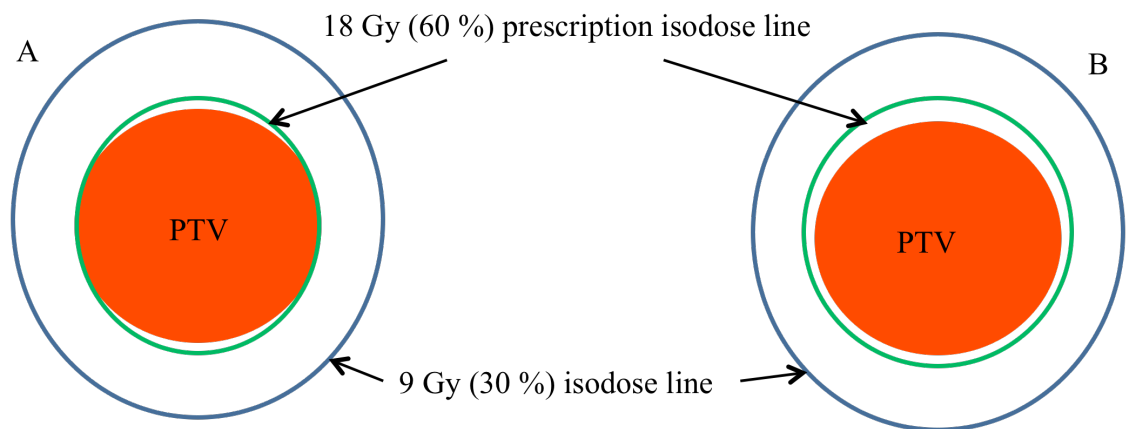 18 Gy (60 %) prescription isodose line
A
B
PTV
PTV
9 Gy (30 %) isodose line